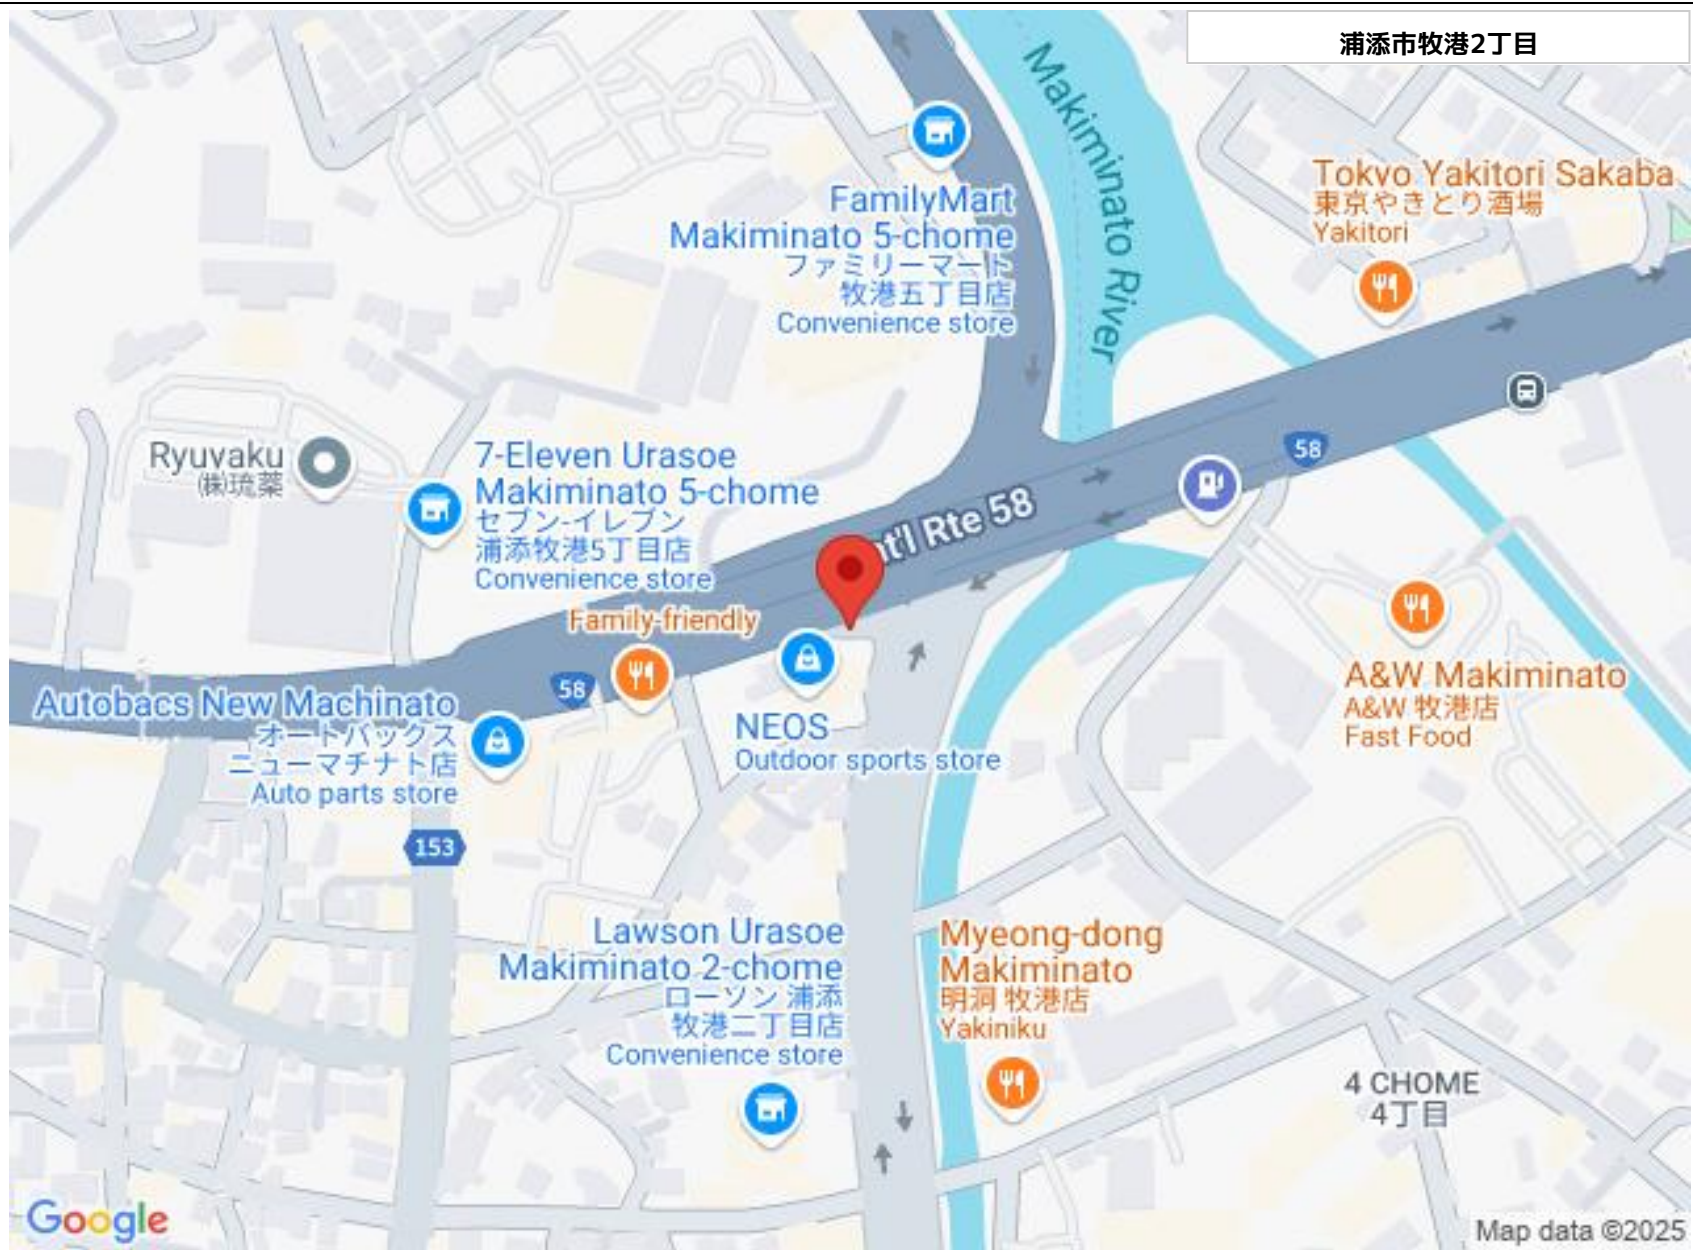 浦添市牧港2丁目
Makiminato River
Tokyo Yakitori Sakaba
東京やきとり酒場
Yakitori
FamilyMart
Makiminato 5-chome
ファミリーマート
牧港五丁目店
Convenience store
58
Ryuyaku
㈱琉薬
7-Eleven Urasoe
Makiminato 5-chome
セブン-イレブン
浦添牧港5丁目店
Convenience store
nt'l Rte 58
Family-friendly
58
NEOS
Outdoor sports store
Autobacs New Machinato
オートバックス
ニューマチナト店
Auto parts store
153
A&W Makiminato
A&W 牧港店
Fast Food
Lawson Urasoe
Makiminato 2-chome
ローソン 浦添
牧港二丁目店
Convenience store
Myeong-dong
Makiminato
明洞 牧港店
Yakiniku
4 CHOME
4丁目
Google
Map data ©2025